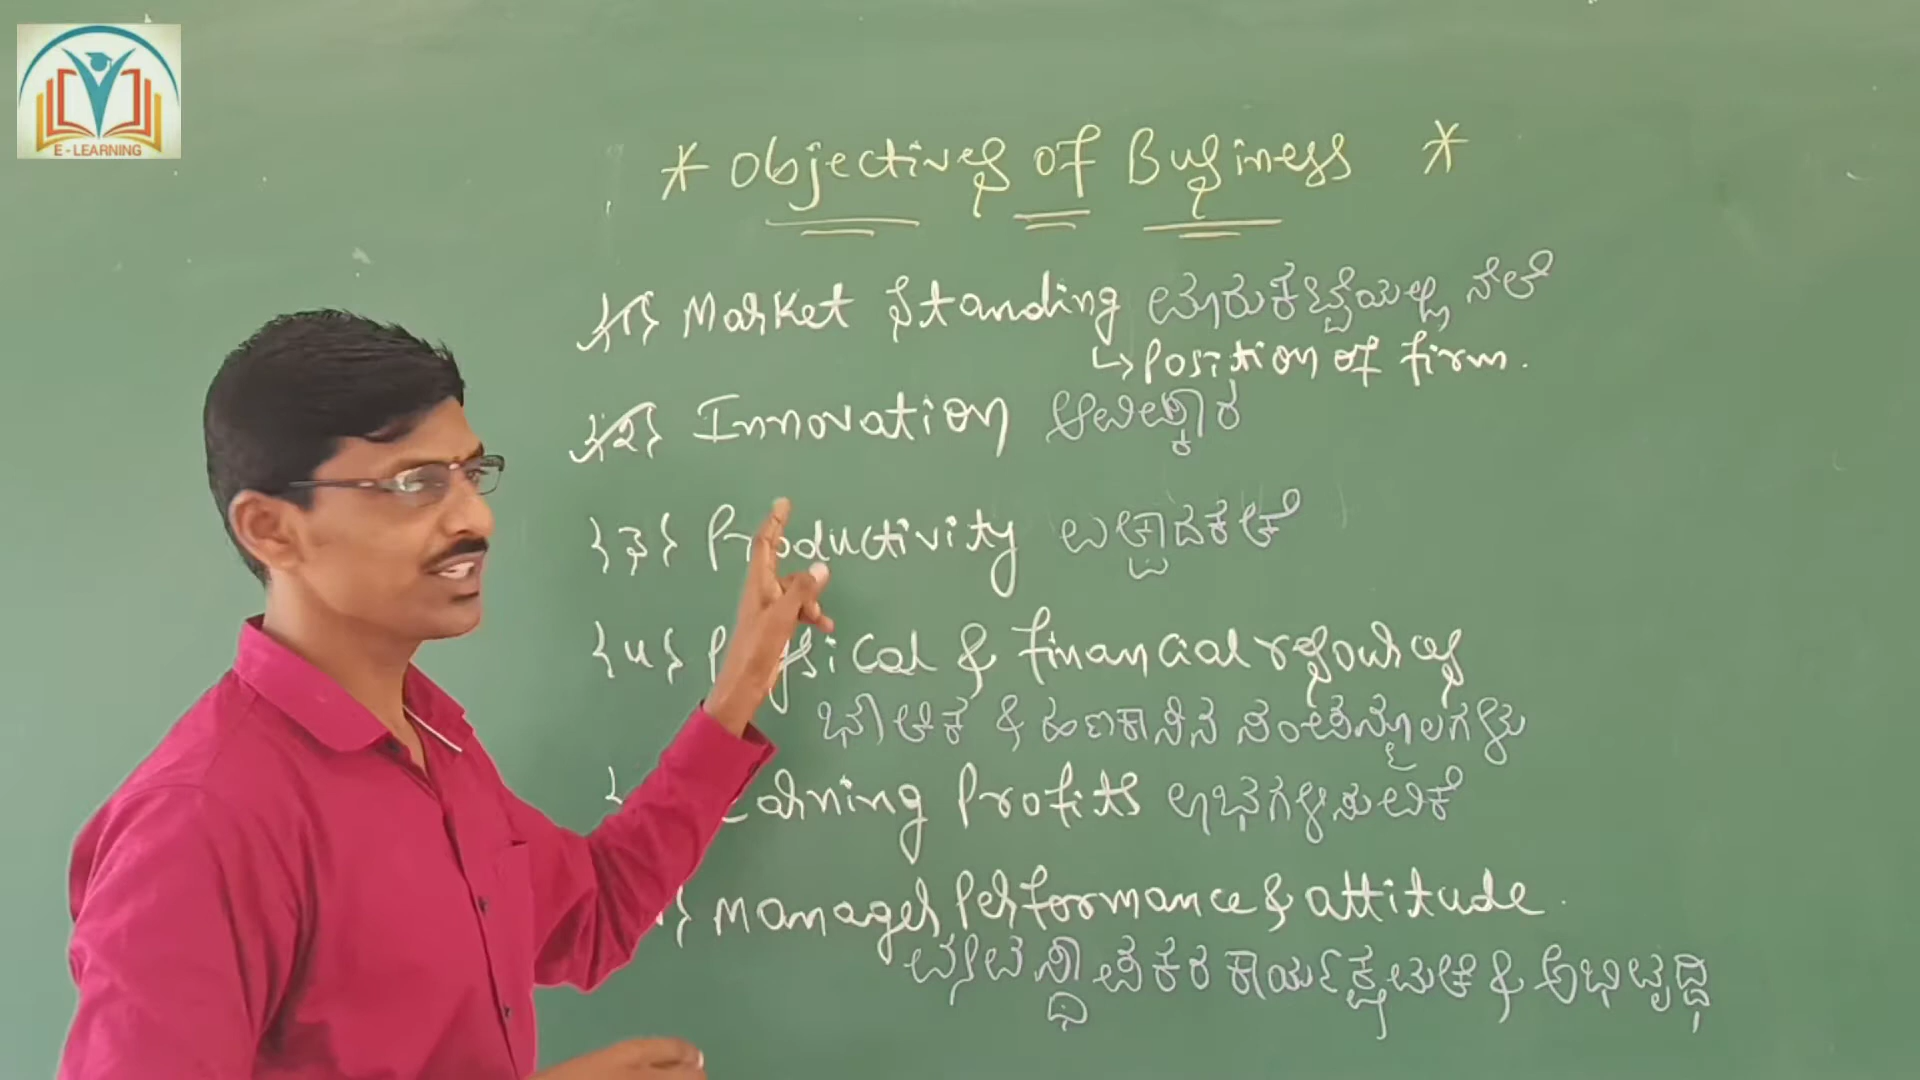 E-LEARNING
* Objectives of Business *
{1} Market Standing ಮಾರುಕಟ್ಟೆಯಲ್ಲಿ ನೆಲೆ
↳ Position of firm.
{2} Innovation ಆವಿಷ್ಕಾರ
{3} Productivity ಉತ್ಪಾದಕತೆ
{4} Physical & financial resources
ಭೌತಿಕ & ಹಣಕಾಸಿನ ಸಂಪನ್ಮೂಲಗಳು
Earning Profits ಲಾಭಗಳಿಸುವಿಕೆ
} Manager Performance & attitude.
ವ್ಯವಸ್ಥಾಪಕರ ಕಾರ್ಯಕ್ಷಮತೆ & ಅಭಿವೃದ್ಧಿ